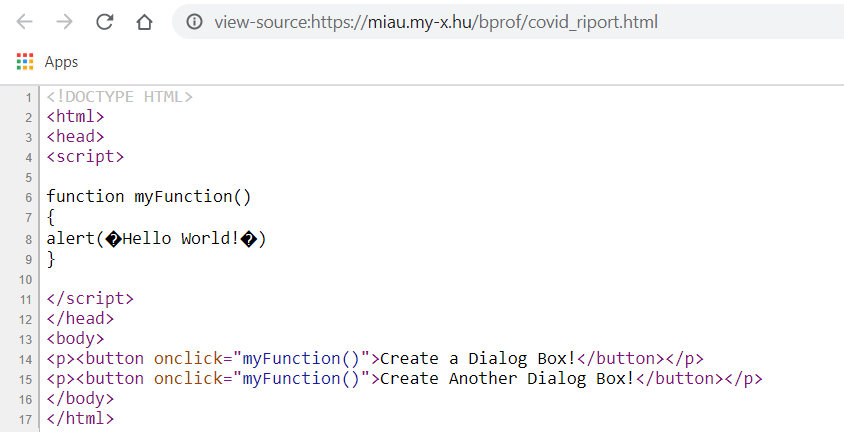 view-source:https://miau.my-x.hu/bprof/covid_riport.html
Apps
1 <!DOCTYPE HTML>
2 <html>
3 <head>
4 <script>
5
6 function myFunction()
7 {
8 alert(�Hello World!�)
9 }
10
11 </script>
12 </head>
13 <body>
14 <p><button onclick="myFunction()">Create a Dialog Box!</button></p>
15 <p><button onclick="myFunction()">Create Another Dialog Box!</button></p>
16 </body>
17 </html>